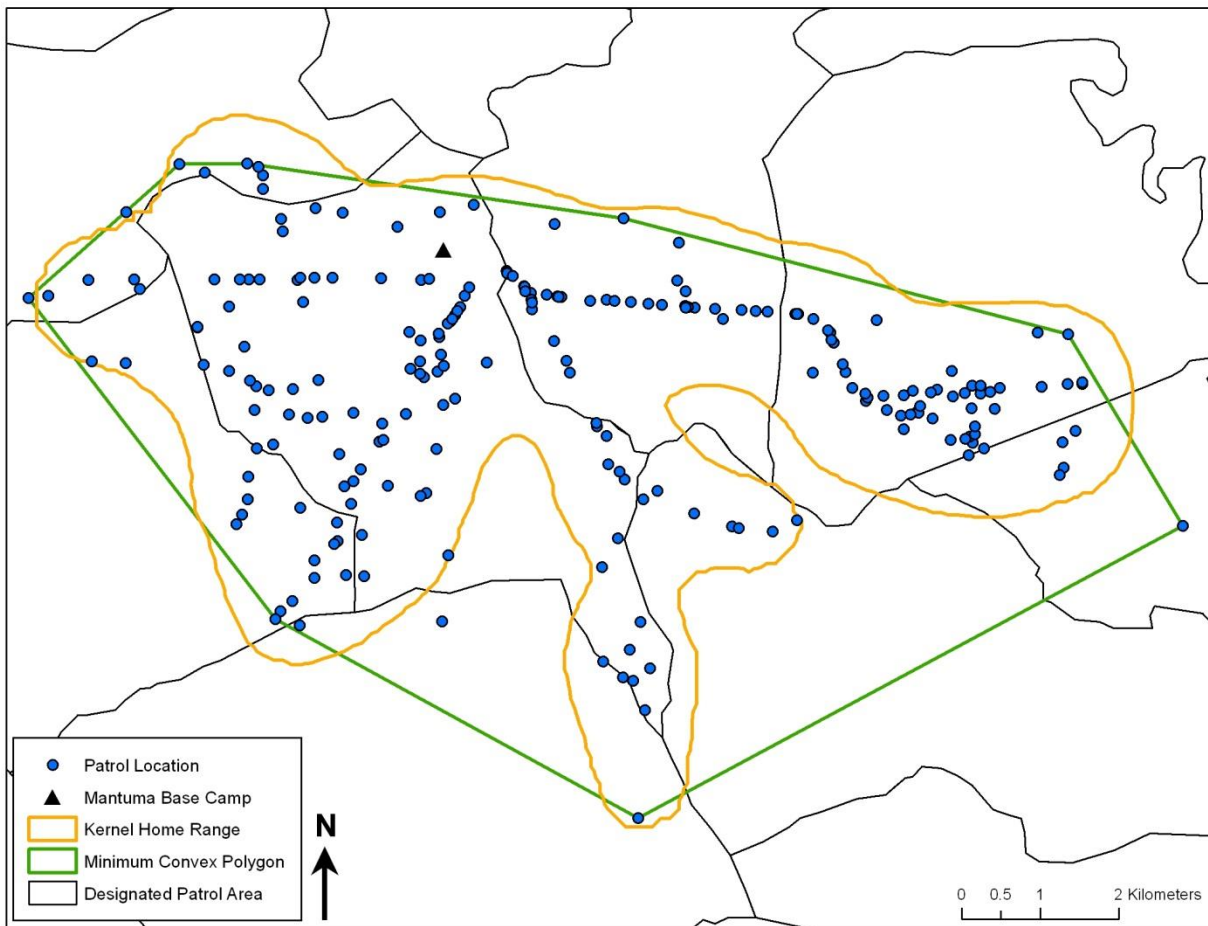 Patrol Location
Mantuma Base Camp
Kernel Home Range
Minimum Convex Polygon
Designated Patrol Area
N
0 0.5 1 2 Kilometers